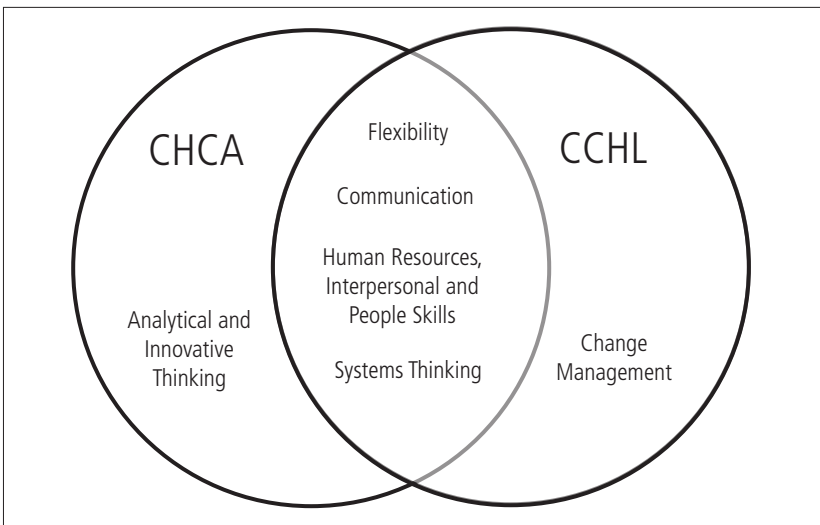 CHCA
CCHL
Flexibility
Communication
Human Resources,
Interpersonal and
People Skills
Systems Thinking
Analytical and
Innovative
Thinking
Change
Management